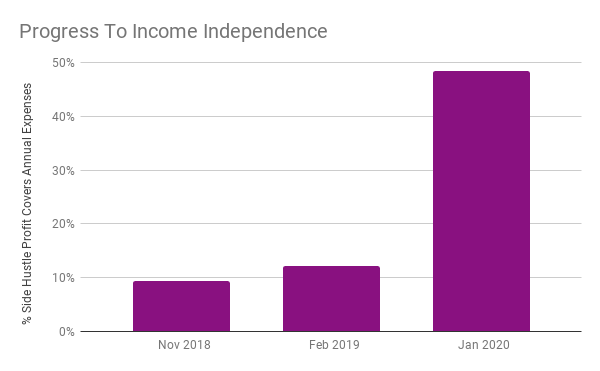 Progress To Income Independence
% Side Hustle Profit Covers Annual Expenses
50%
40%
30%
20%
10%
0%
Nov 2018
Feb 2019
Jan 2020